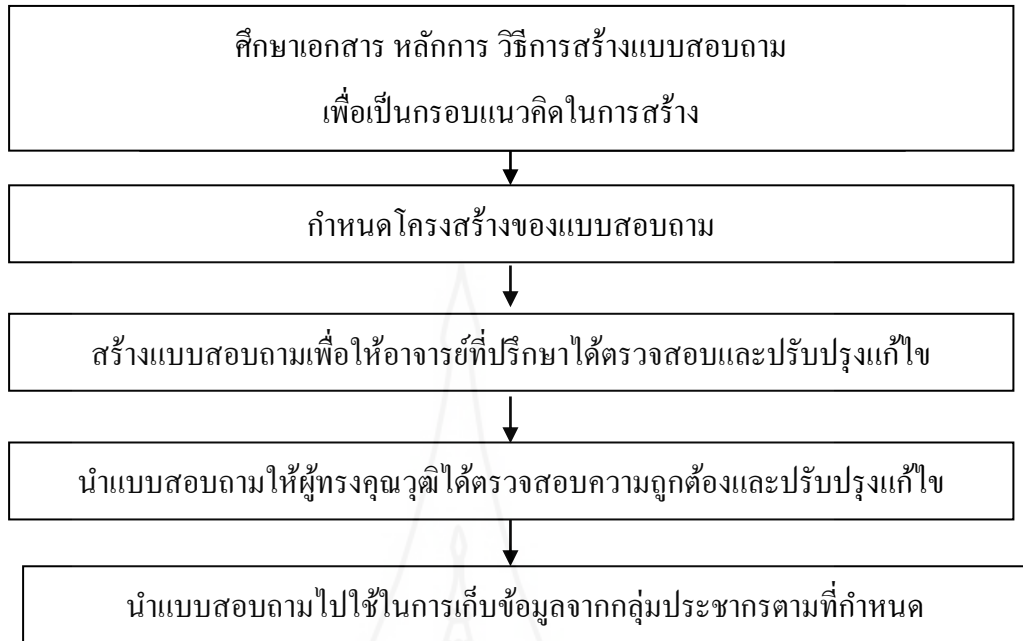 ศึกษาเอกสาร หลักการ วิธีการสร้างแบบสอบถาม
เพื่อเป็นกรอบแนวคิดในการสร้าง
กำหนดโครงสร้างของแบบสอบถาม
สร้างแบบสอบถามเพื่อให้อาจารย์ที่ปรึกษาได้ตรวจสอบและปรับปรุงแก้ไข
นำแบบสอบถามให้ผู้ทรงคุณวุฒิได้ตรวจสอบความถูกต้องและปรับปรุงแก้ไข
นำแบบสอบถามไปใช้ในการเก็บข้อมูลจากกลุ่มประชากรตามที่กำหนด